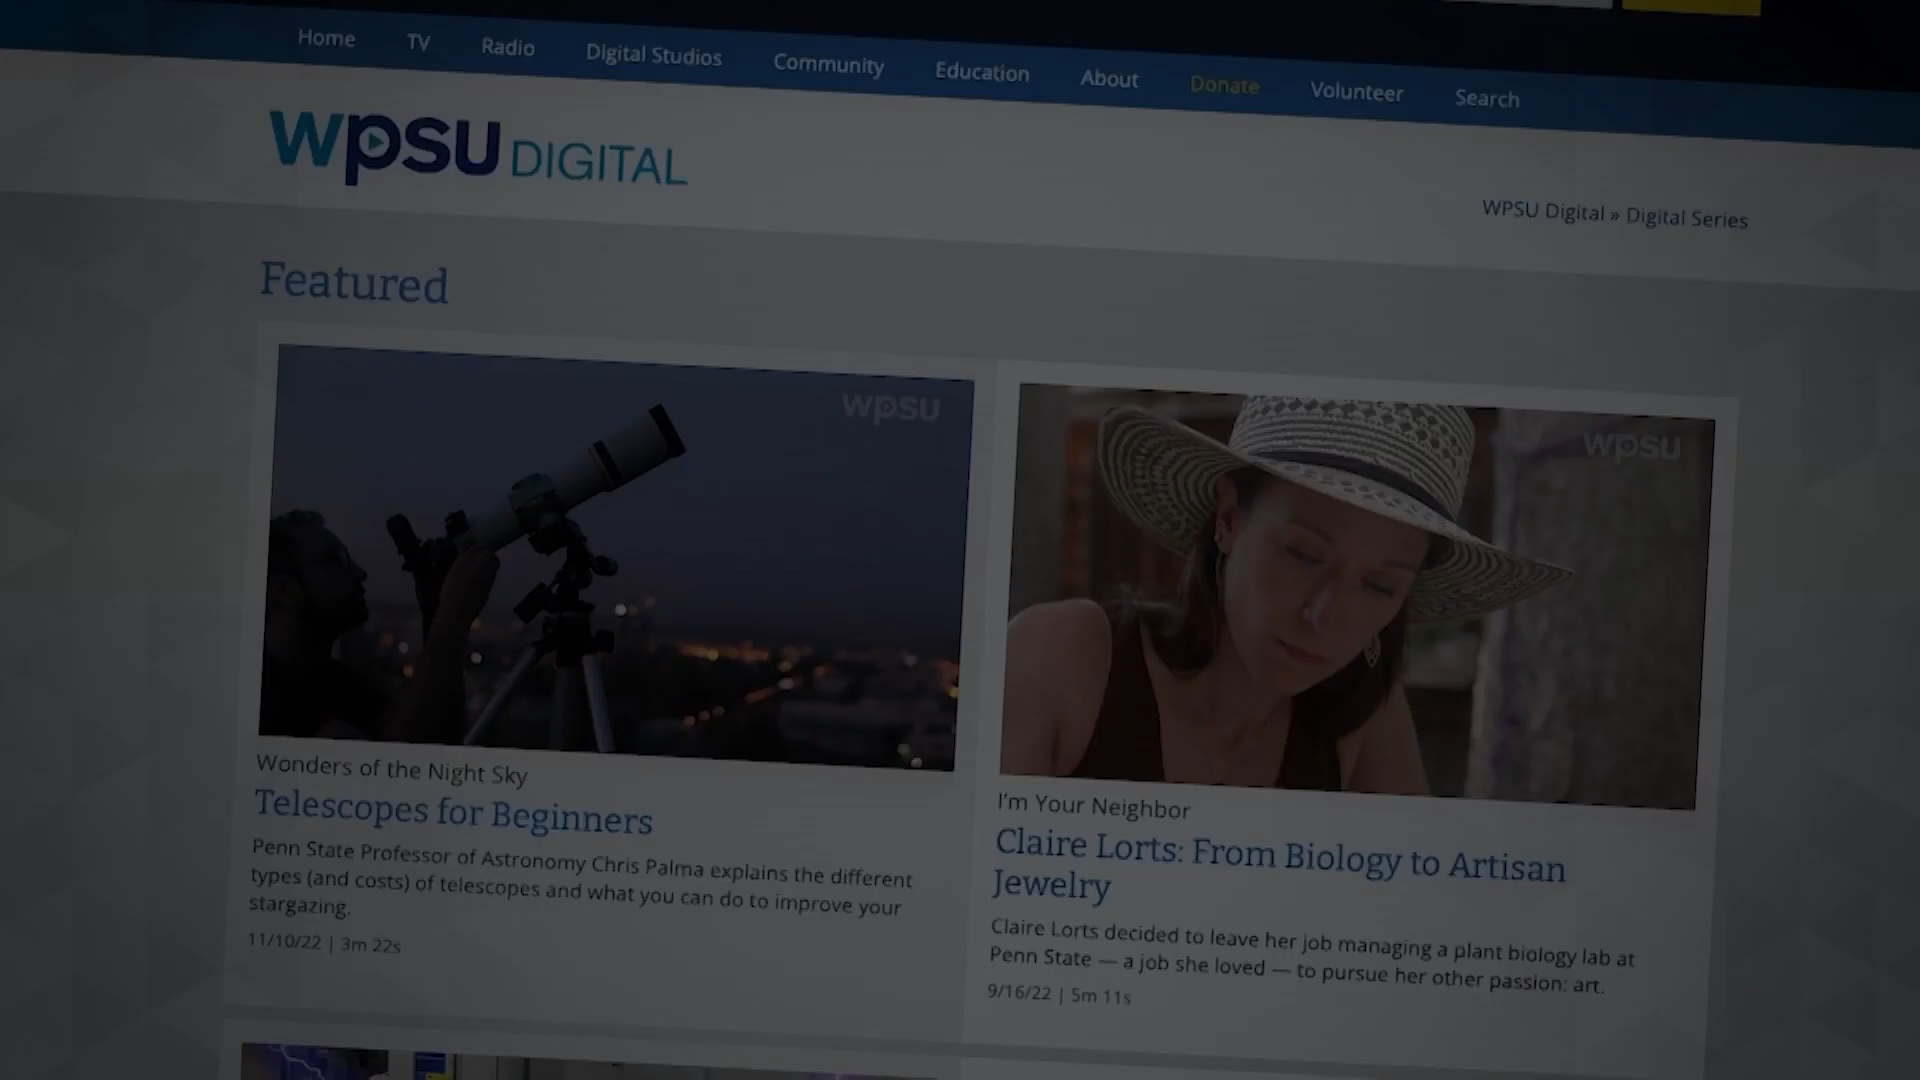 Home TV Radio Digital Studios Community Education About Donate Volunteer Search
wpsu DIGITAL
WPSU Digital » Digital Series
Featured
wpsu
wpsu
Wonders of the Night Sky
Telescopes for Beginners
Penn State Professor of Astronomy Chris Palma explains the different
types (and costs) of telescopes and what you can do to improve your
stargazing.
11/10/22 | 3m 22s
I'm Your Neighbor
Claire Lorts: From Biology to Artisan
Jewelry
Claire Lorts decided to leave her job managing a plant biology lab at
Penn State — a job she loved — to pursue her other passion: art.
9/16/22 | 5m 11s